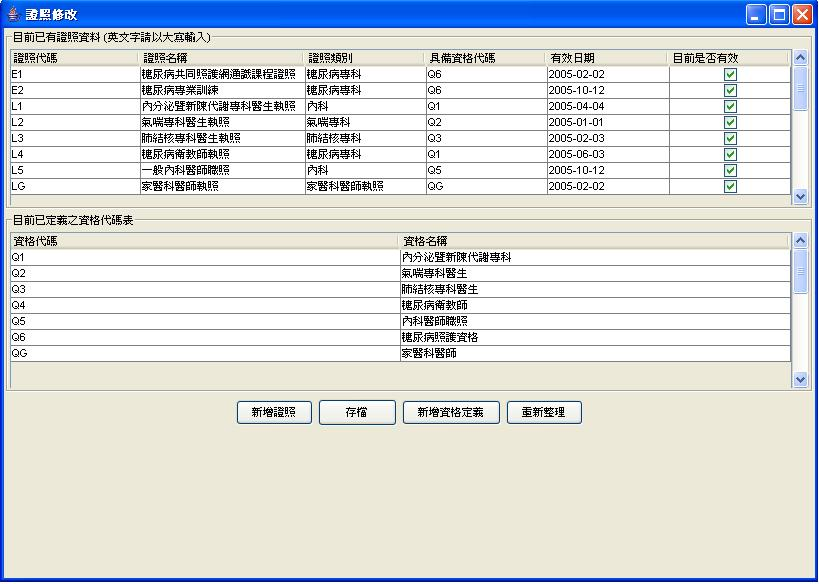 證照修改
目前已有證照資料 (英文字請以大寫輸入)
證照代碼 證照名稱 證照類別 具備資格代碼 有效日期 目前是否有效
E1 糖尿病共同照護網通識課程證照 糖尿病專科 Q6 2005-02-02
E2 糖尿病專業訓練 糖尿病專科 Q6 2005-10-12
L1 內分泌暨新陳代謝專科醫生執照 內科 Q1 2005-04-04
L2 氣喘專科醫生執照 氣喘專科 Q2 2005-01-01
L3 肺結核專科醫生執照 肺結核專科 Q3 2005-02-03
L4 糖尿病衛教師執照 糖尿病專科 Q1 2005-06-03
L5 一般內科醫師職照 內科 Q5 2005-10-12
LG 家醫科醫師執照 家醫科醫師執照 QG 2005-02-02
目前已定義之資格代碼表
資格代碼 資格名稱
Q1 內分泌暨新陳代謝專科
Q2 氣喘專科醫生
Q3 肺結核專科醫生
Q4 糖尿病衛教師
Q5 內科醫師職照
Q6 糖尿病照護資格
QG 家醫科醫師
新增證照 存檔 新增資格定義 重新整理